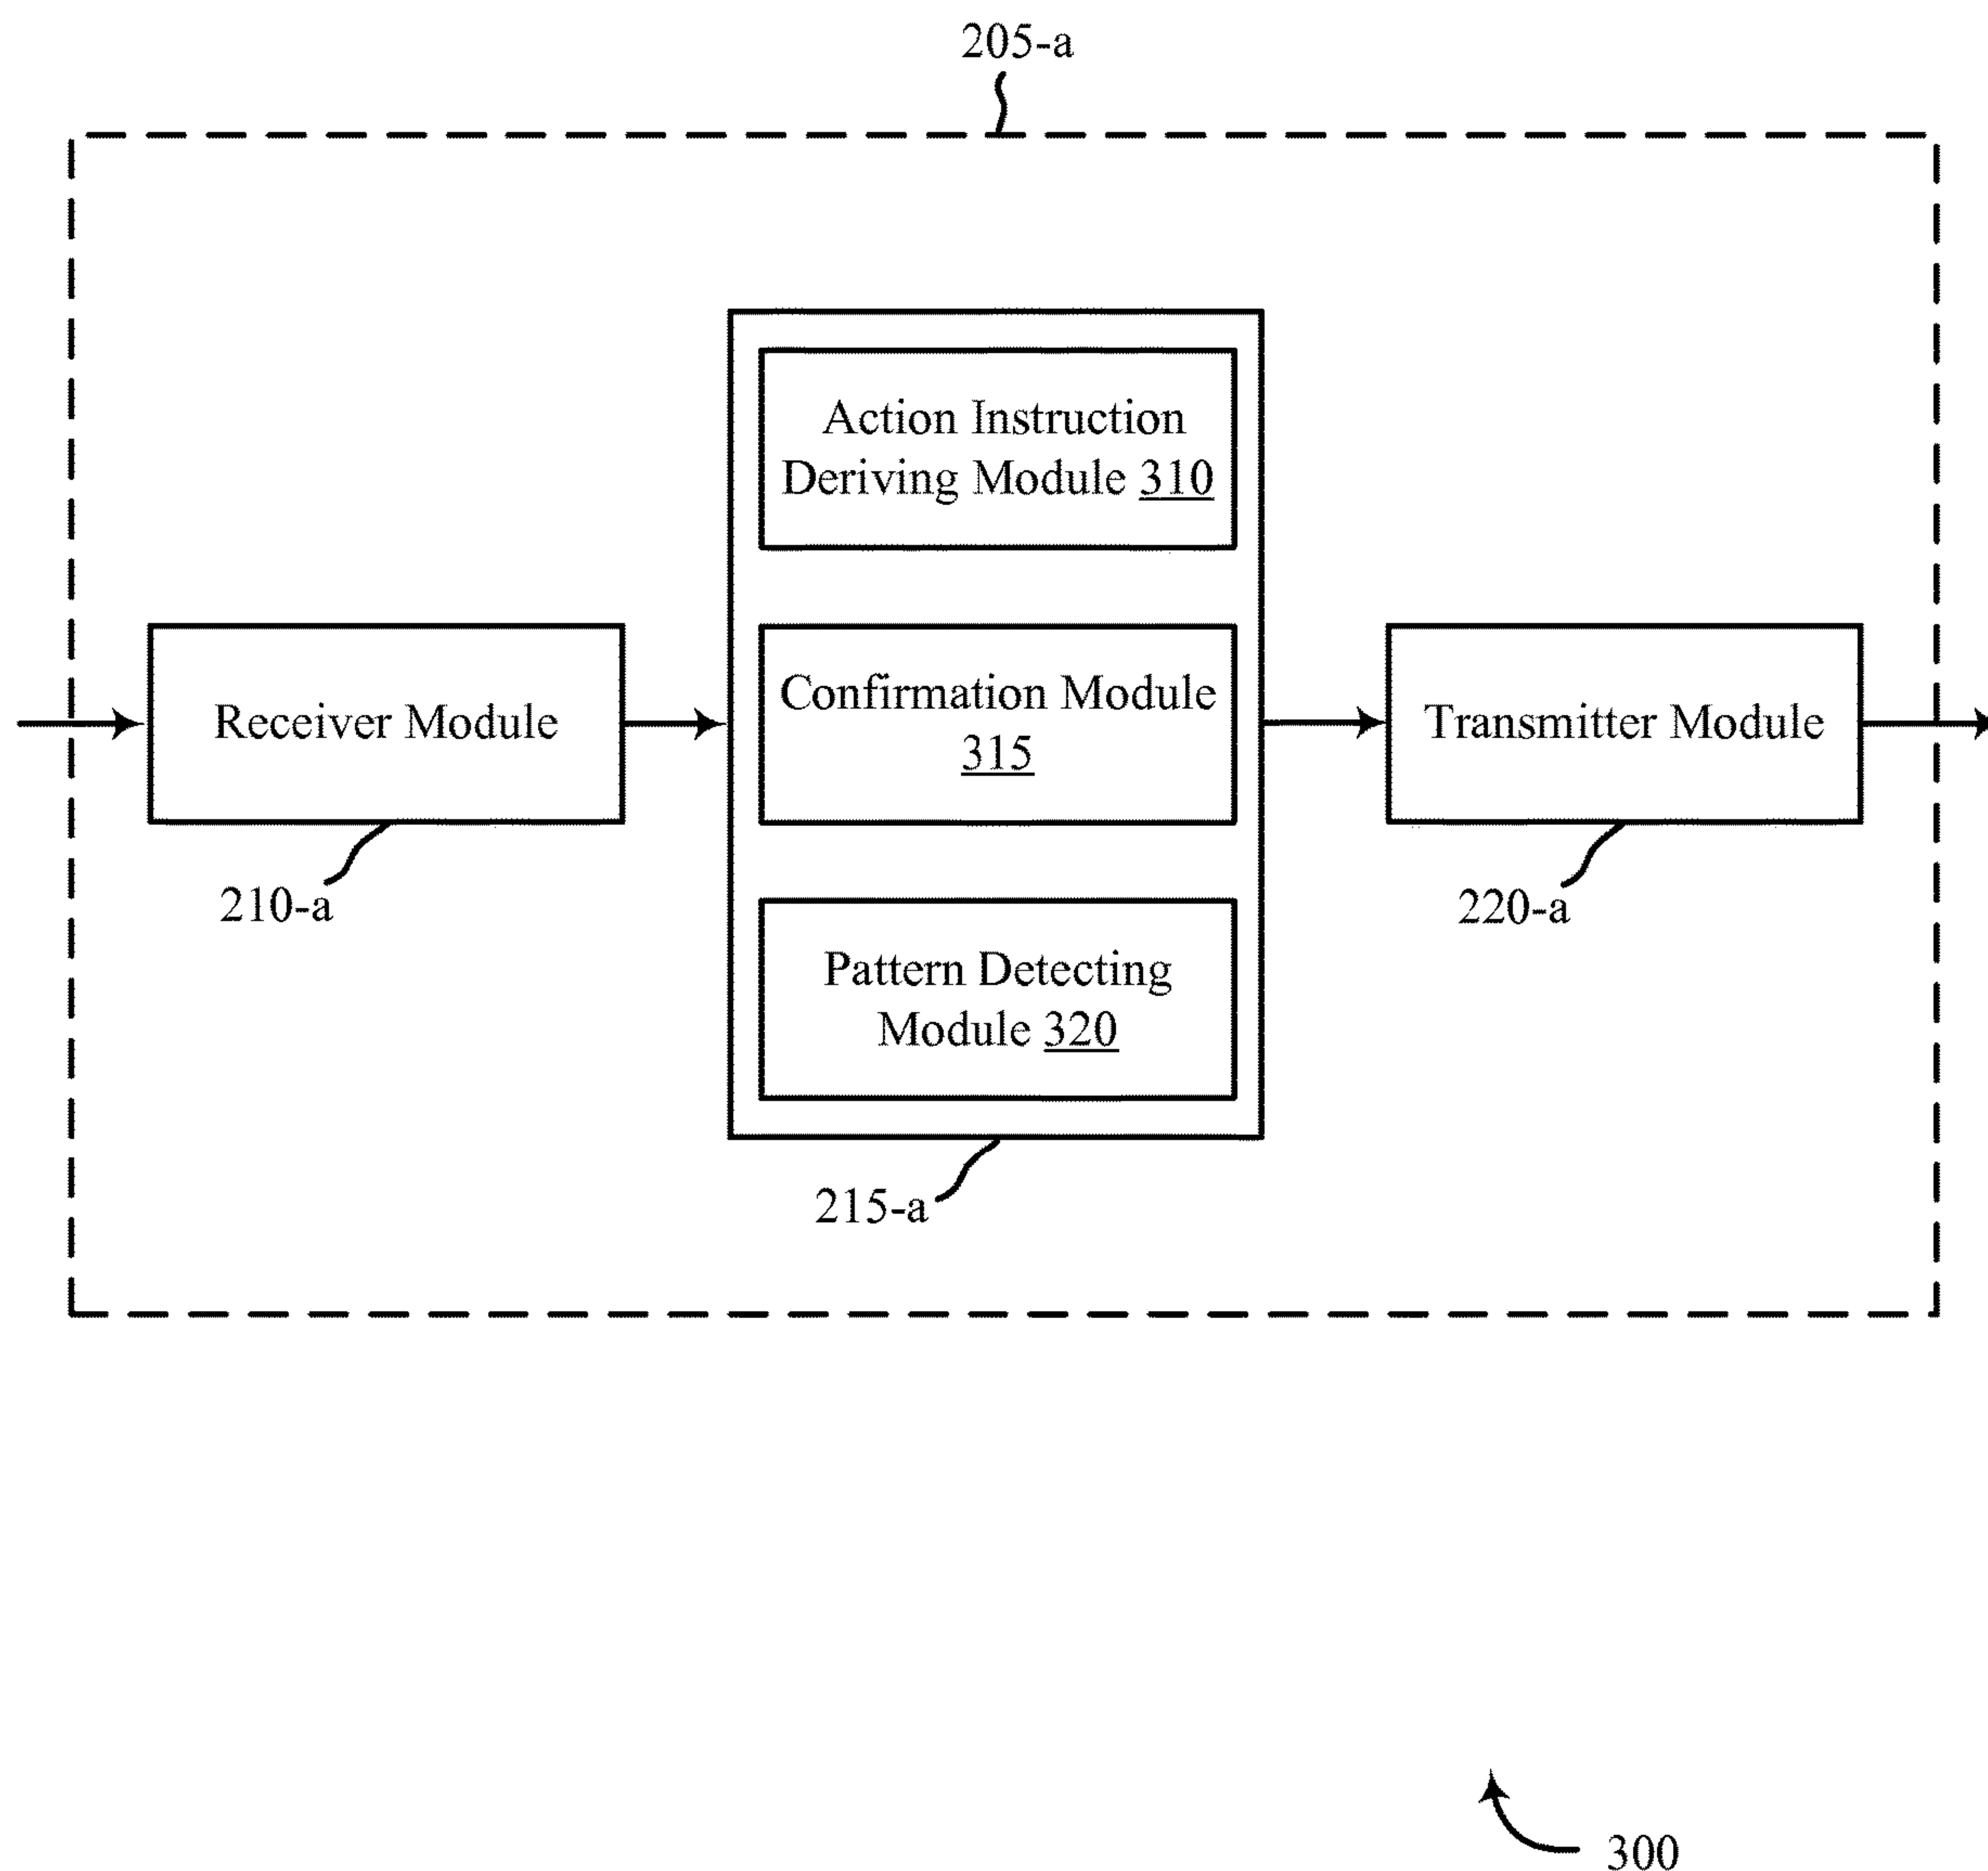 205-a
Action Instruction
Deriving Module 310
Receiver Module
Confirmation Module
315
Transmitter Module
210-a
220-a
Pattern Detecting
Module 320
215-a
300